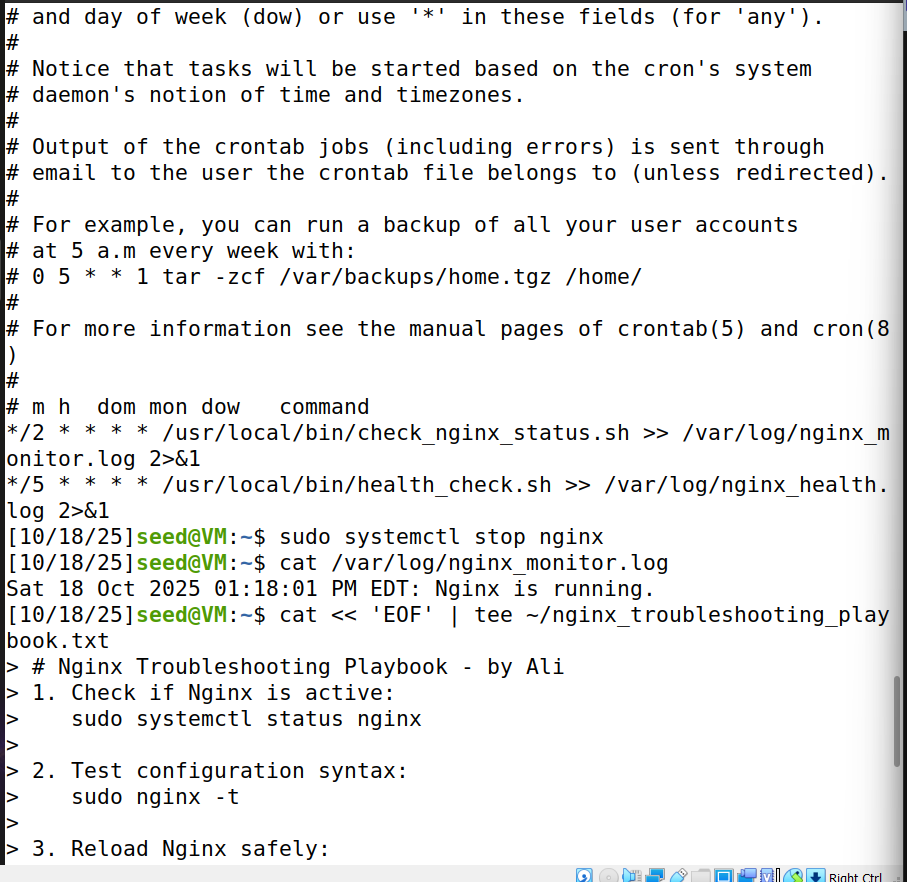 # and day of week (dow) or use '*' in these fields (for 'any').
#
# Notice that tasks will be started based on the cron's system
# daemon's notion of time and timezones.
#
# Output of the crontab jobs (including errors) is sent through
# email to the user the crontab file belongs to (unless redirected).
#
# For example, you can run a backup of all your user accounts
# at 5 a.m every week with:
# 0 5 * * 1 tar -zcf /var/backups/home.tgz /home/
#
# For more information see the manual pages of crontab(5) and cron(8
)
#
# m h  dom mon dow   command
*/2 * * * * /usr/local/bin/check_nginx_status.sh >> /var/log/nginx_m
onitor.log 2>&1
*/5 * * * * /usr/local/bin/health_check.sh >> /var/log/nginx_health.
log 2>&1
[10/18/25]seed@VM:~$ sudo systemctl stop nginx
[10/18/25]seed@VM:~$ cat /var/log/nginx_monitor.log
Sat 18 Oct 2025 01:18:01 PM EDT: Nginx is running.
[10/18/25]seed@VM:~$ cat << 'EOF' | tee ~/nginx_troubleshooting_play
book.txt
> # Nginx Troubleshooting Playbook - by Ali
> 1. Check if Nginx is active:
>    sudo systemctl status nginx
>
> 2. Test configuration syntax:
>    sudo nginx -t
>
> 3. Reload Nginx safely:
Right Ctrl